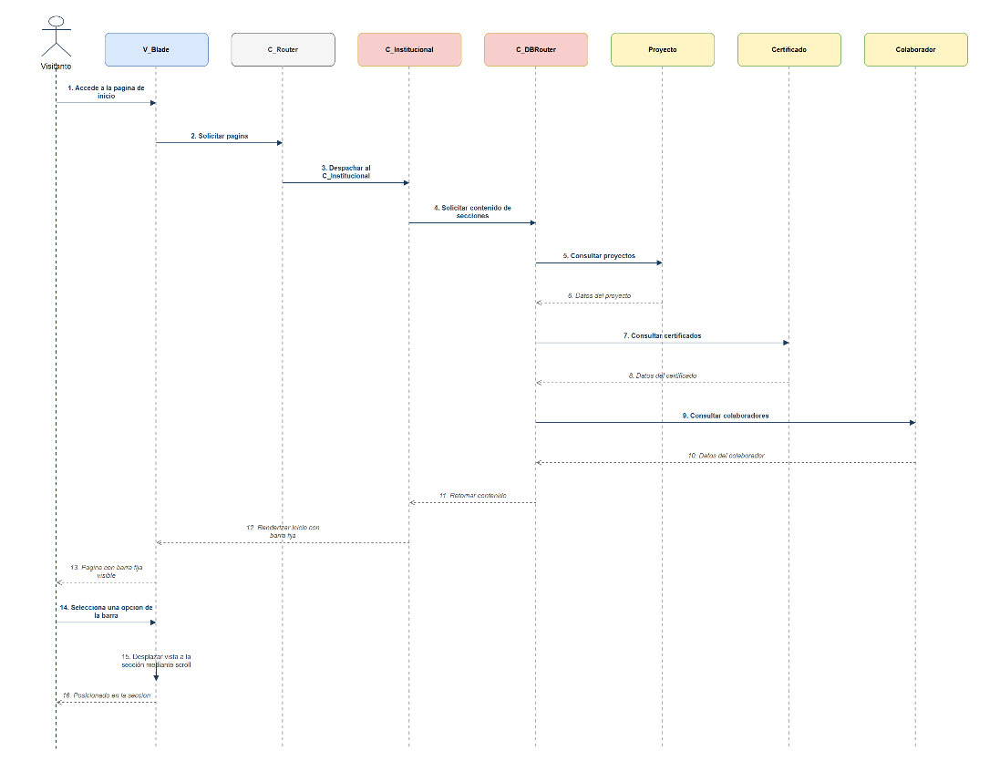 Visitante
V_Blade
C_Router
C_Institucional
C_DBRouter
Proyecto
Certificado
Colaborador
1. Accede a la pagina de
inicio
2. Solicitar pagina
3. Despachar al
C_Institucional
4. Solicitar contenido de
secciones
5. Consultar proyectos
6. Datos del proyecto
7. Consultar certificados
8. Datos del certificado
9. Consultar colaboradores
10. Datos del colaborador
11. Retornar contenido
12. Renderizar inicio con
barra fija
13. Pagina con barra fija
visible
14. Selecciona una opcion de
la barra
15. Desplazar vista a la
sección mediante scroll
16. Posicionado en la seccion